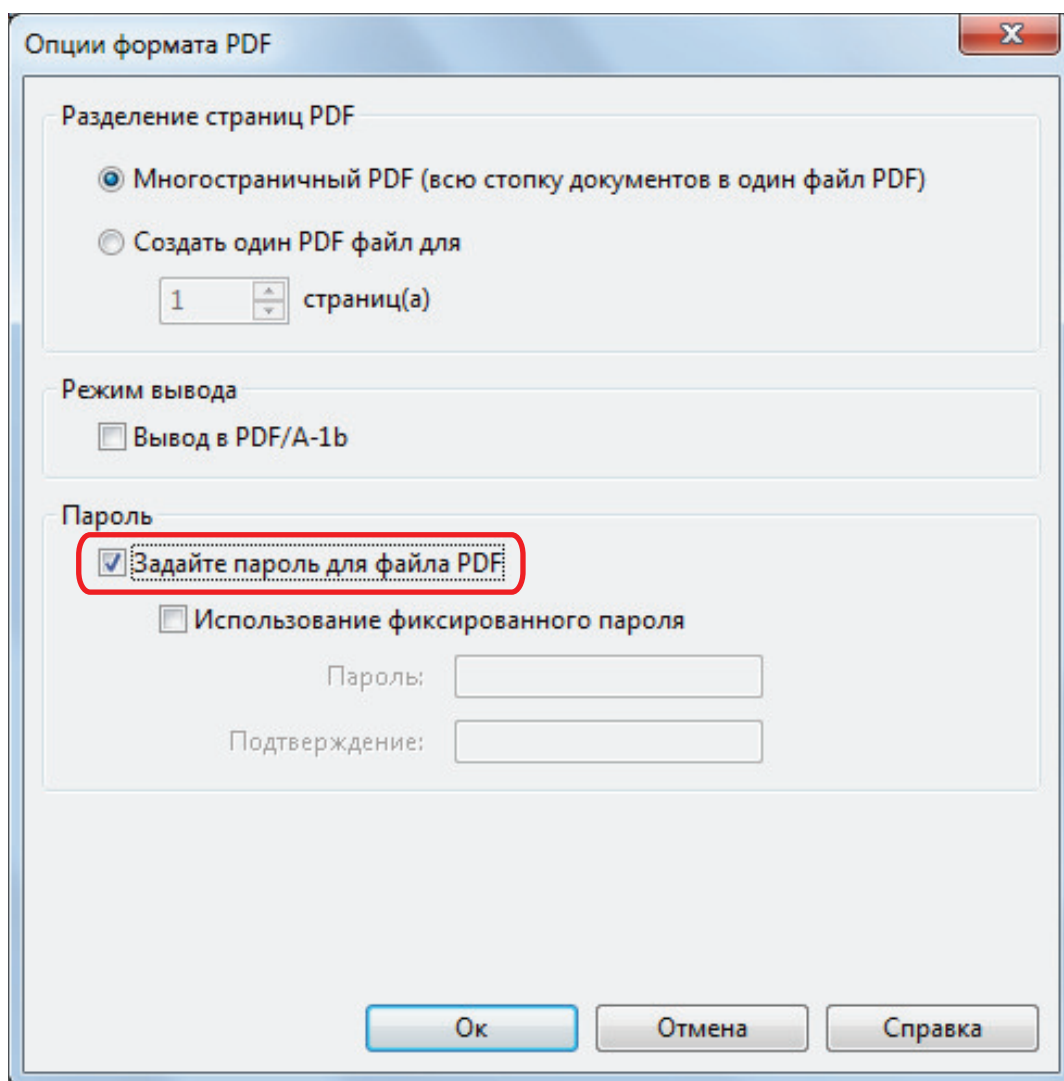 Опции формата PDF
Разделение страниц PDF
Многостраничный PDF (всю стопку документов в один файл PDF)
Создать один PDF файл для
1 страниц(а)
Режим вывода
Вывод в PDF/A-1b
Пароль
Задайте пароль для файла PDF
Использование фиксированного пароля
Пароль:
Подтверждение:
Ок Отмена Справка